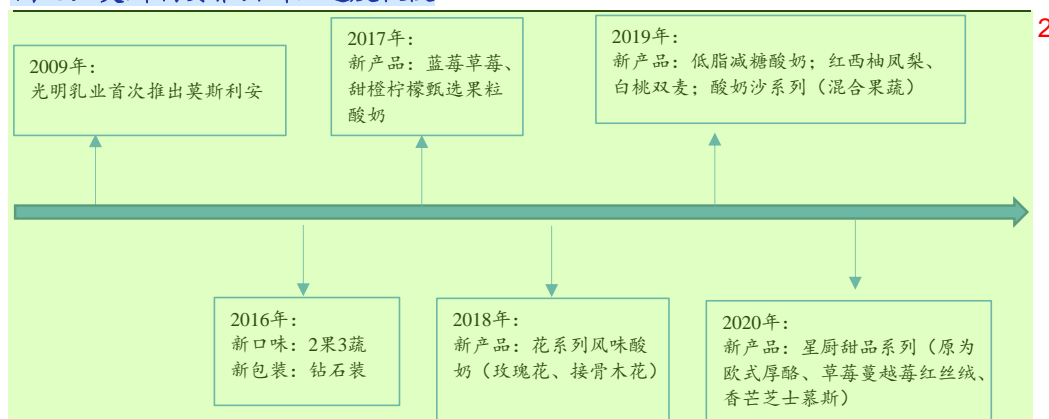 2009年：
光明乳业首次推出莫斯利安
2017年：
新产品：蓝莓草莓、
甜橙柠檬甄选果粒
酸奶
2019年：
新产品：低脂减糖酸奶；红西柚凤梨、
白桃双麦；酸奶沙系列（混合果蔬）
2
2016年：
新口味：2果3蔬
新包装：钻石装
2018年：
新产品：花系列风味酸
奶（玫瑰花、接骨木花）
2020年：
新产品：星厨甜品系列（原为
欧式厚酪、草莓蔓越莓红丝绒、
香芒芝士慕斯）